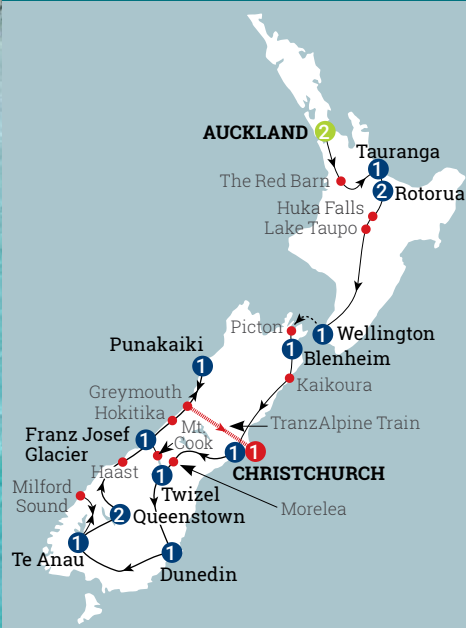 AUCKLAND 2
Tauranga
1
The Red Barn
2 Rotorua
Huka Falls
Lake Taupo
Picton
1 Wellington
Punakaiki
1 Blenheim
1
Kaikoura
Greymouth
Hokitika
TranzAlpine Train
Mt
Cook
Franz Josef
Glacier
1
1 1
CHRISTCHURCH
Haast
1
Twizel
Morelea
Milford
Sound
2 Queenstown
1
Te Anau
1
Dunedin